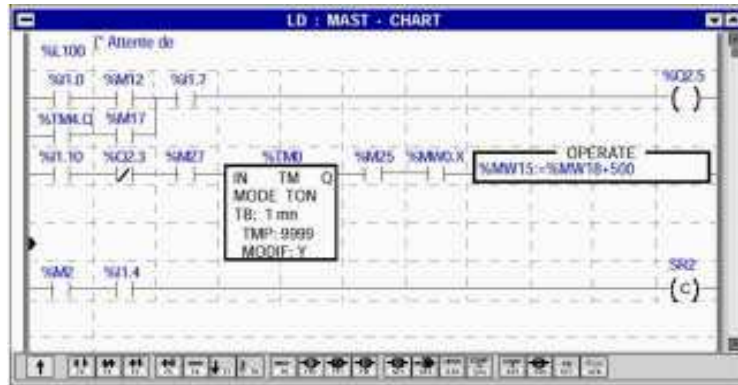 LD : MAST - CHART
%L100 (* Attente de
%I1.0 %M12 %I1.7 %Q2.5
( )
%TM4.Q %M17
%I1.10 %Q2.3 %M27 %TM0 %M25 %MW0.X OPERATE
%MW15:=%MW18+500
IN TM Q
MODE TON
TB: 1 mn
TMP: 9999
MODIF: Y
%M2 %I1.4 SR2
(C)